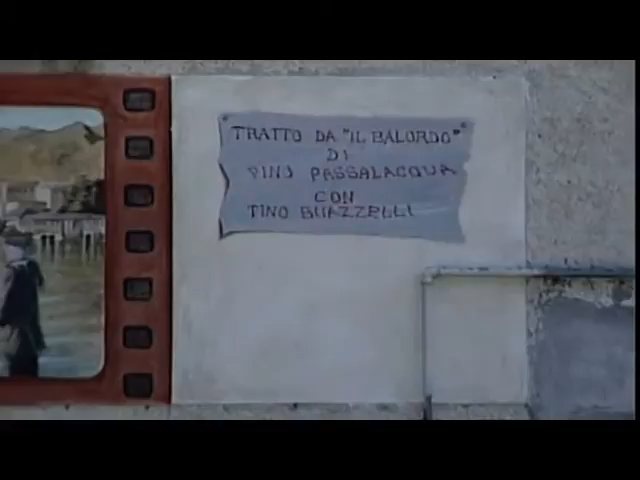 TRATTO DA "IL BALORDO"
DI
PINO PASSALACQUA
CON
TINO BUAZZELLI